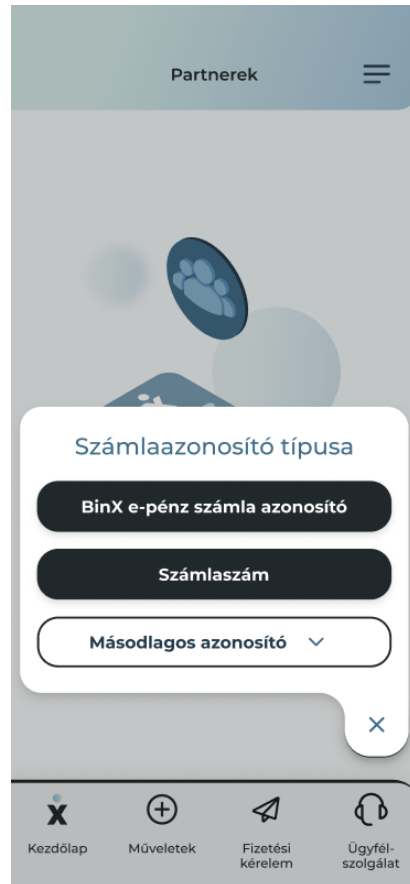 Partnerek
Számlaazonosító típusa
BinX e-pénz számla azonosító
Számlaszám
Másodlagos azonosító
Kezdőlap
Műveletek
Fizetési
kérelem
Ügyfél-
szolgálat